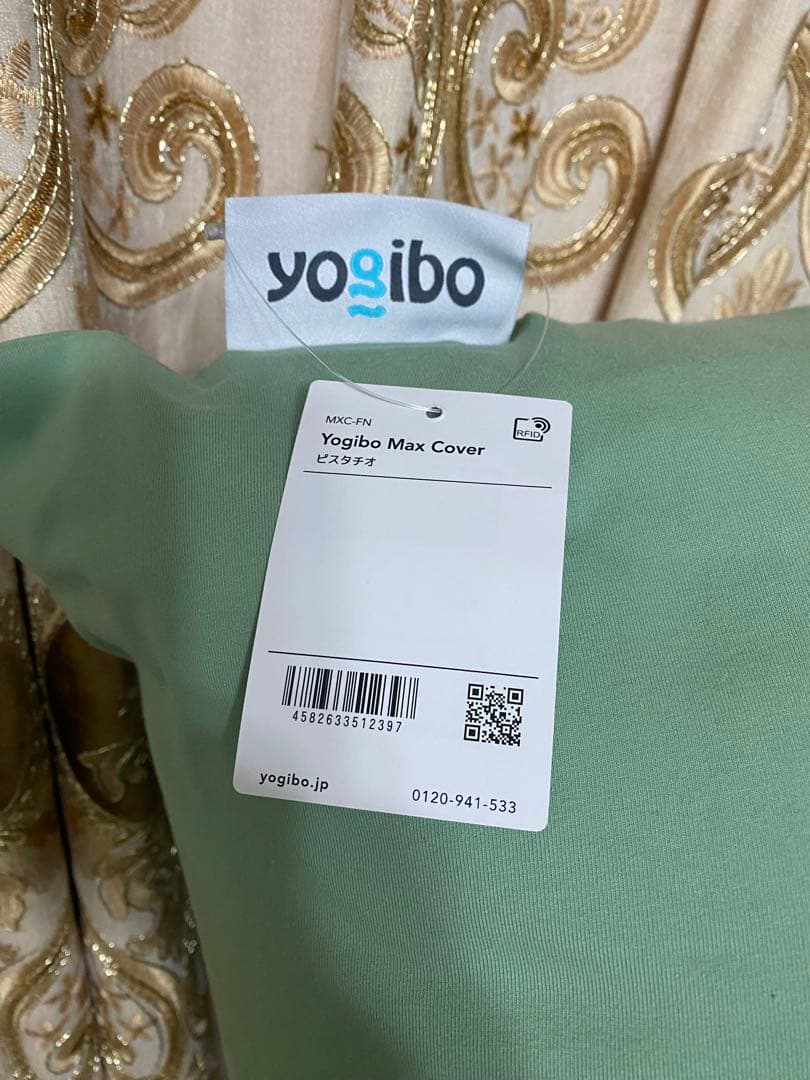 yogibo
MXC-FN
RFID
Yogibo Max Cover
ピスタチオ
4582633512397
yogibo.jp
0120-941-533